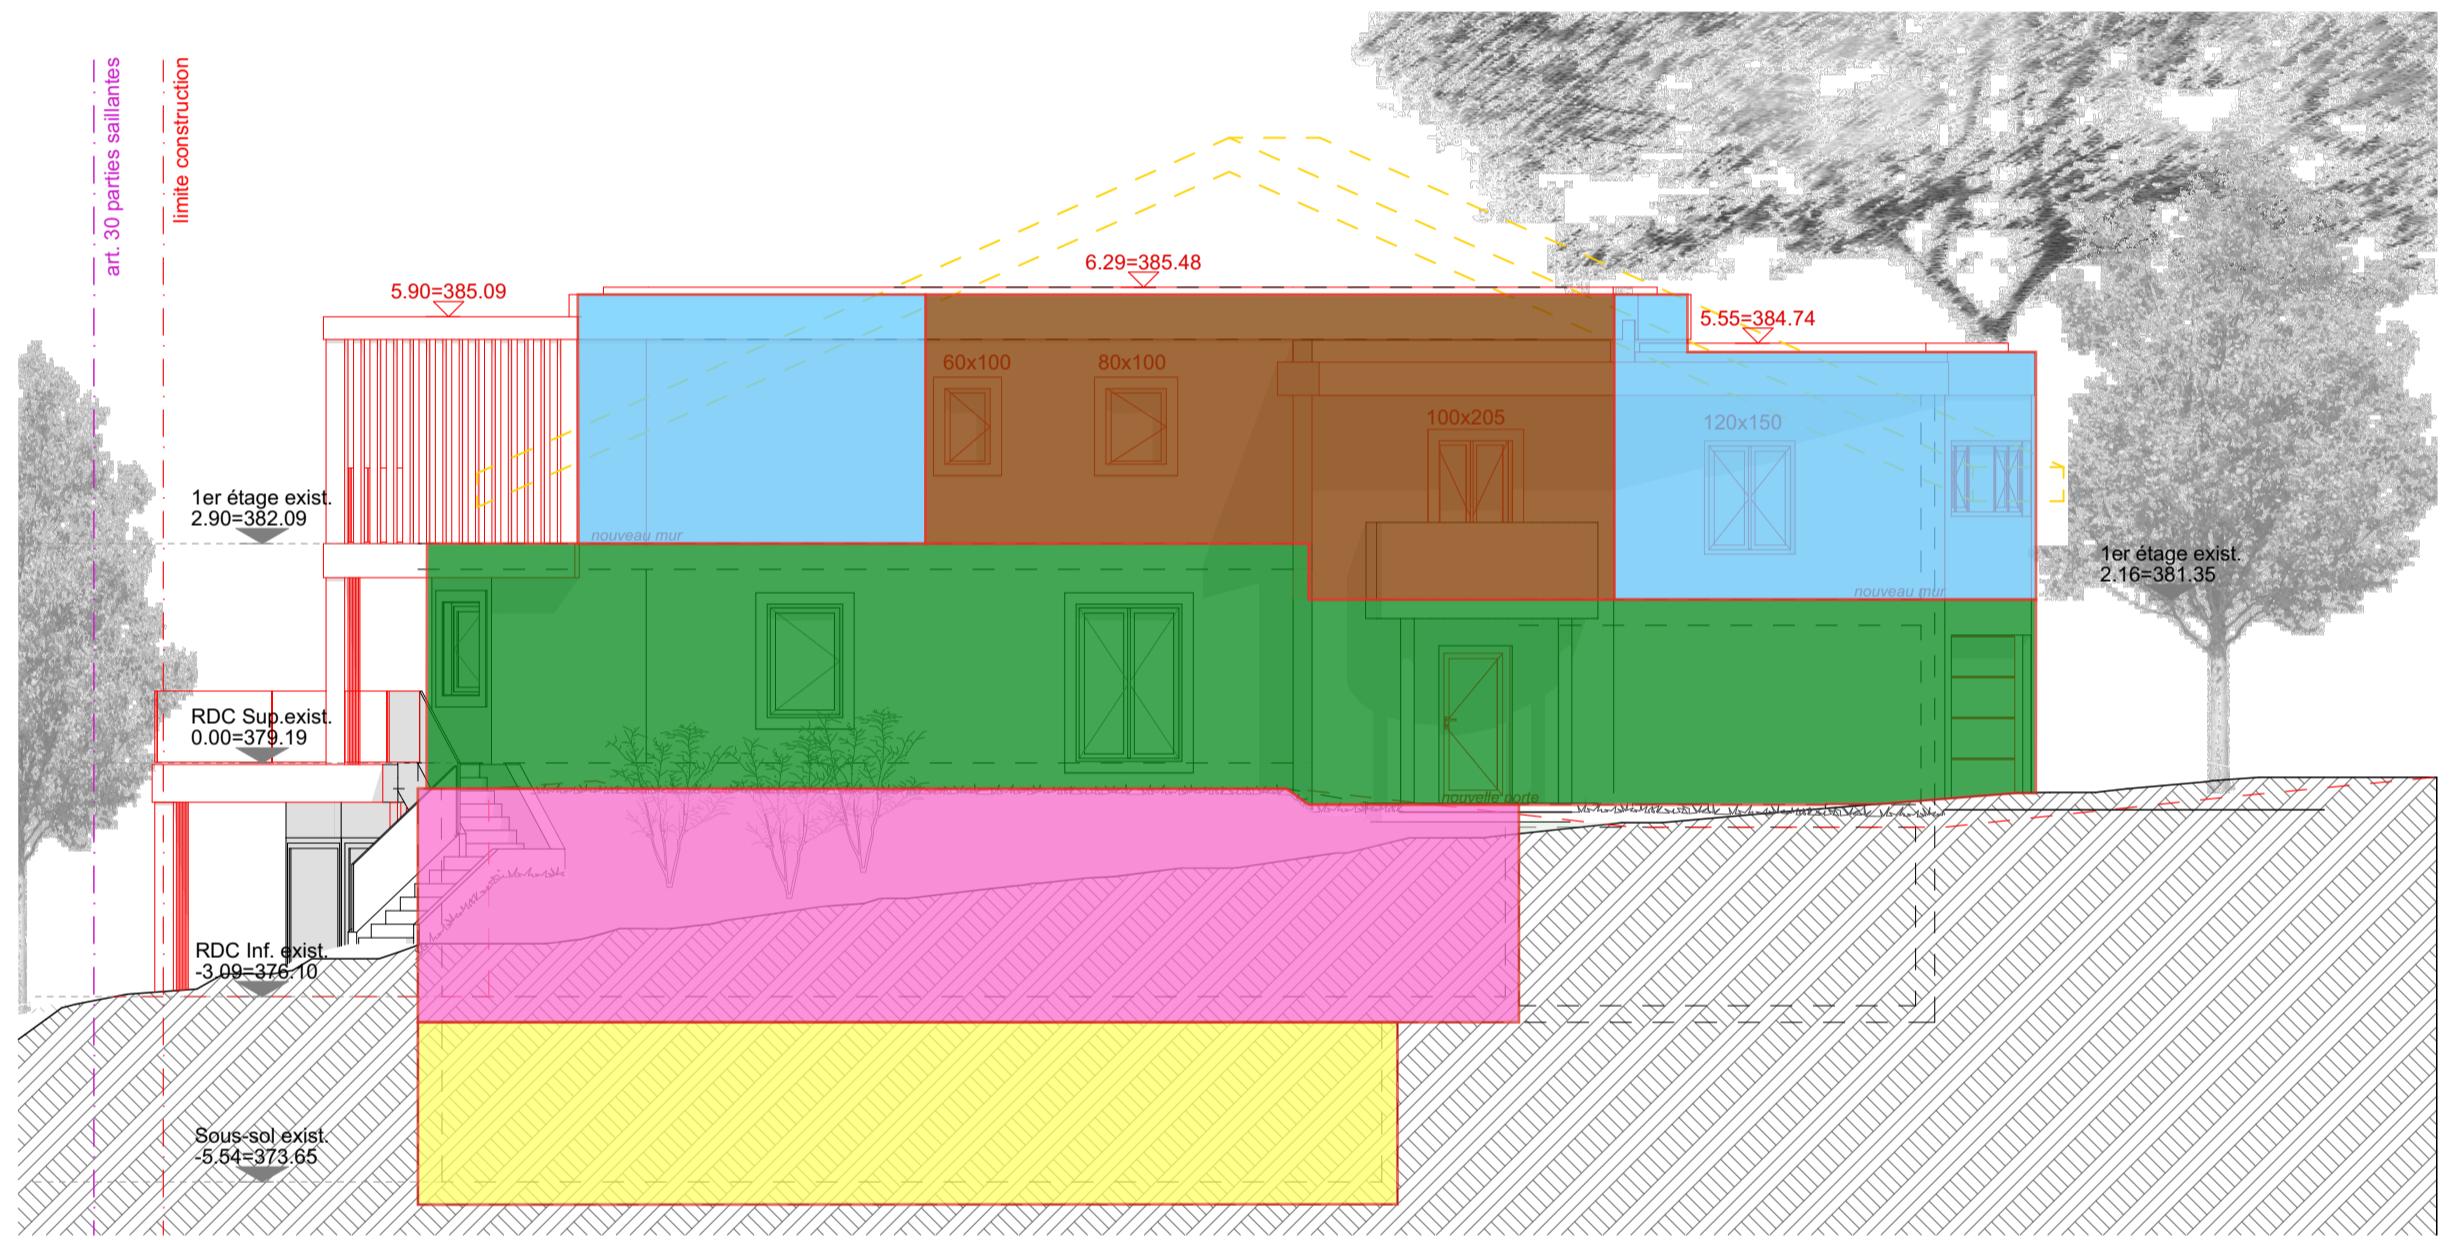 art. 30 parties saillantes
limite construction
6.29=385.48
5.90=385.09
5.55=384.74
60x100
80x100
100x205
120x150
1er étage exist.
2.90=382.09
nouveau mur
1er étage exist.
2.16=381.35
nouveau mur
RDC Sup.exist.
0.00=379.19
nouvelle porte
RDC Inf. exist.
-3.09=376.10
Sous-sol exist.
-5.54=373.65